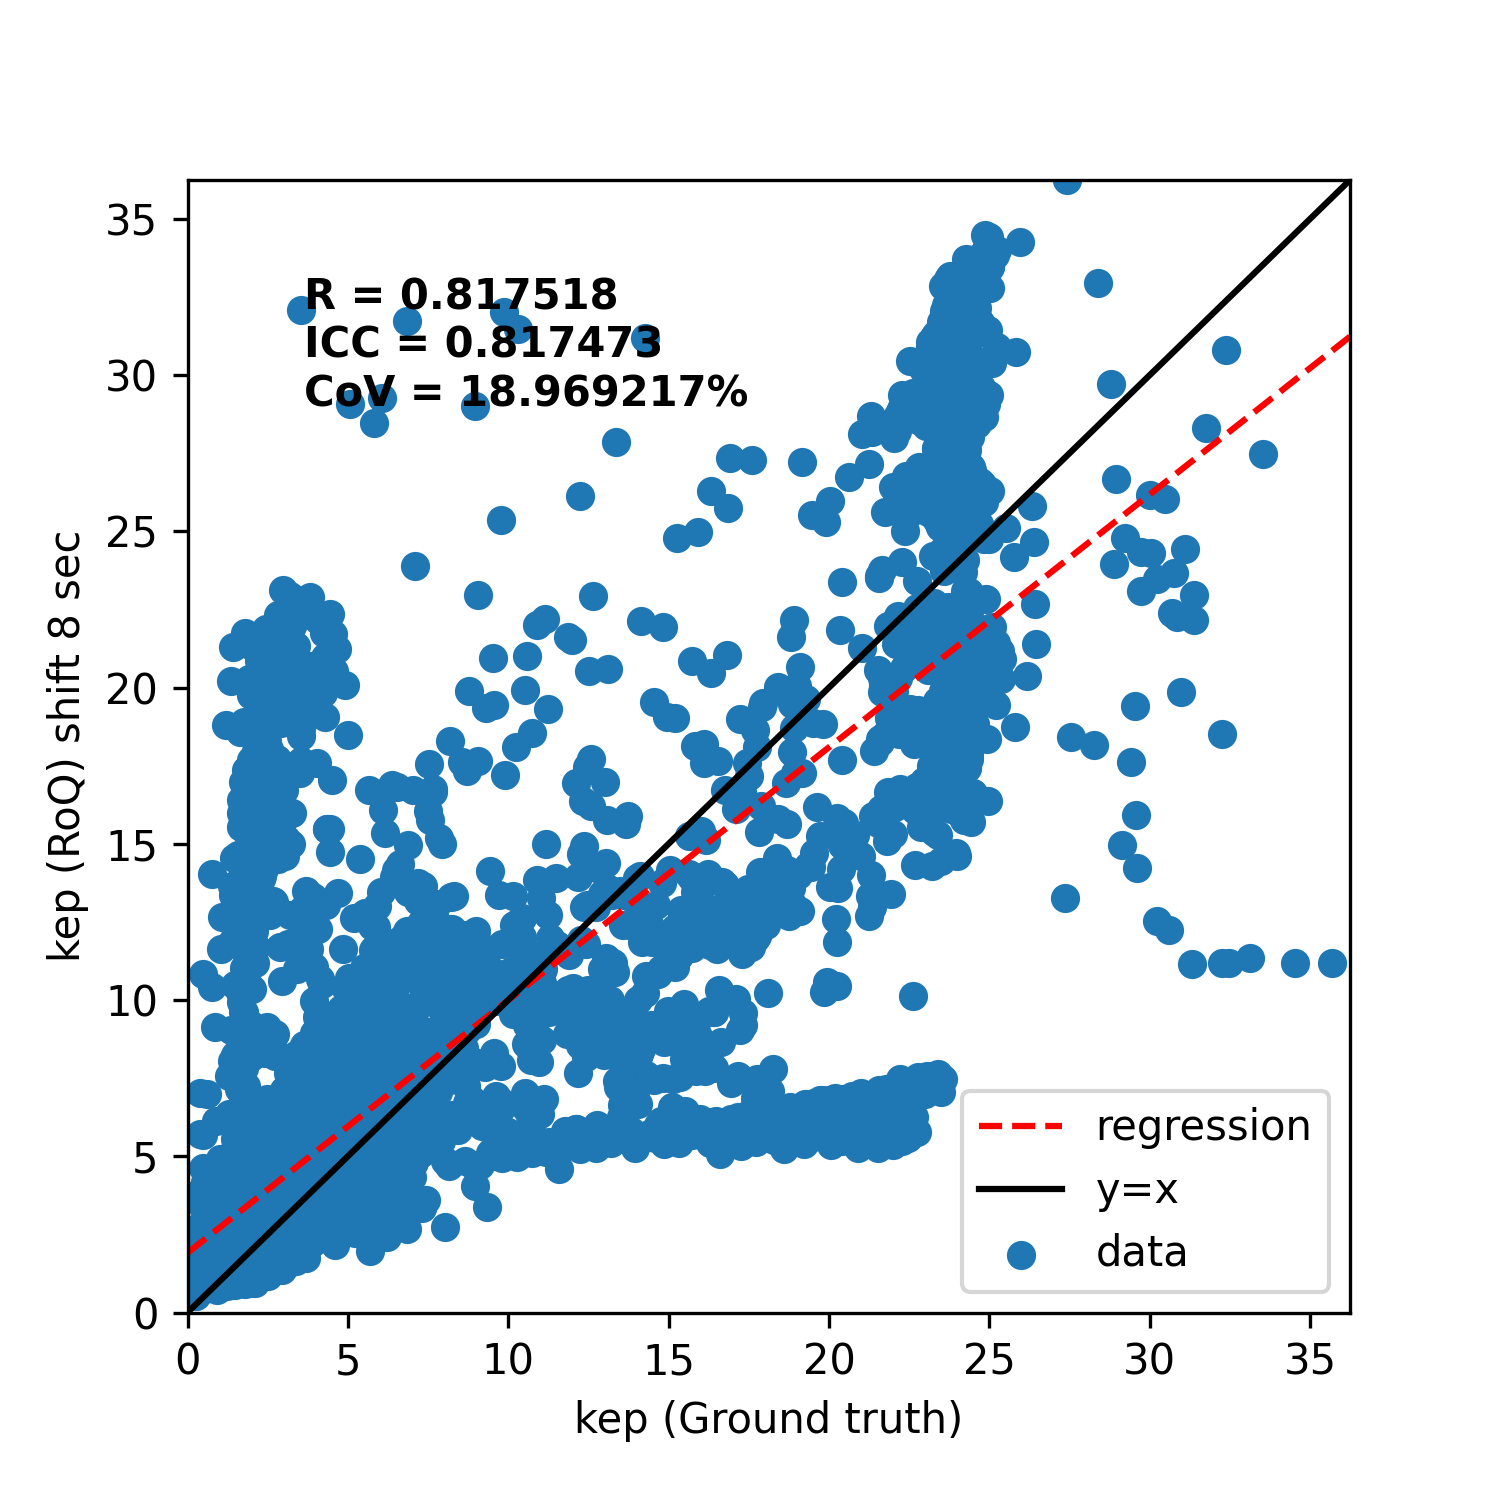 R = 0.817518
ICC = 0.817473
CoV = 18.969217%
kep (RoQ) shift 8 sec
35
30
25
20
15
10
5
0
regression
y=x
data
0 5 10 15 20 25 30 35
kep (Ground truth)